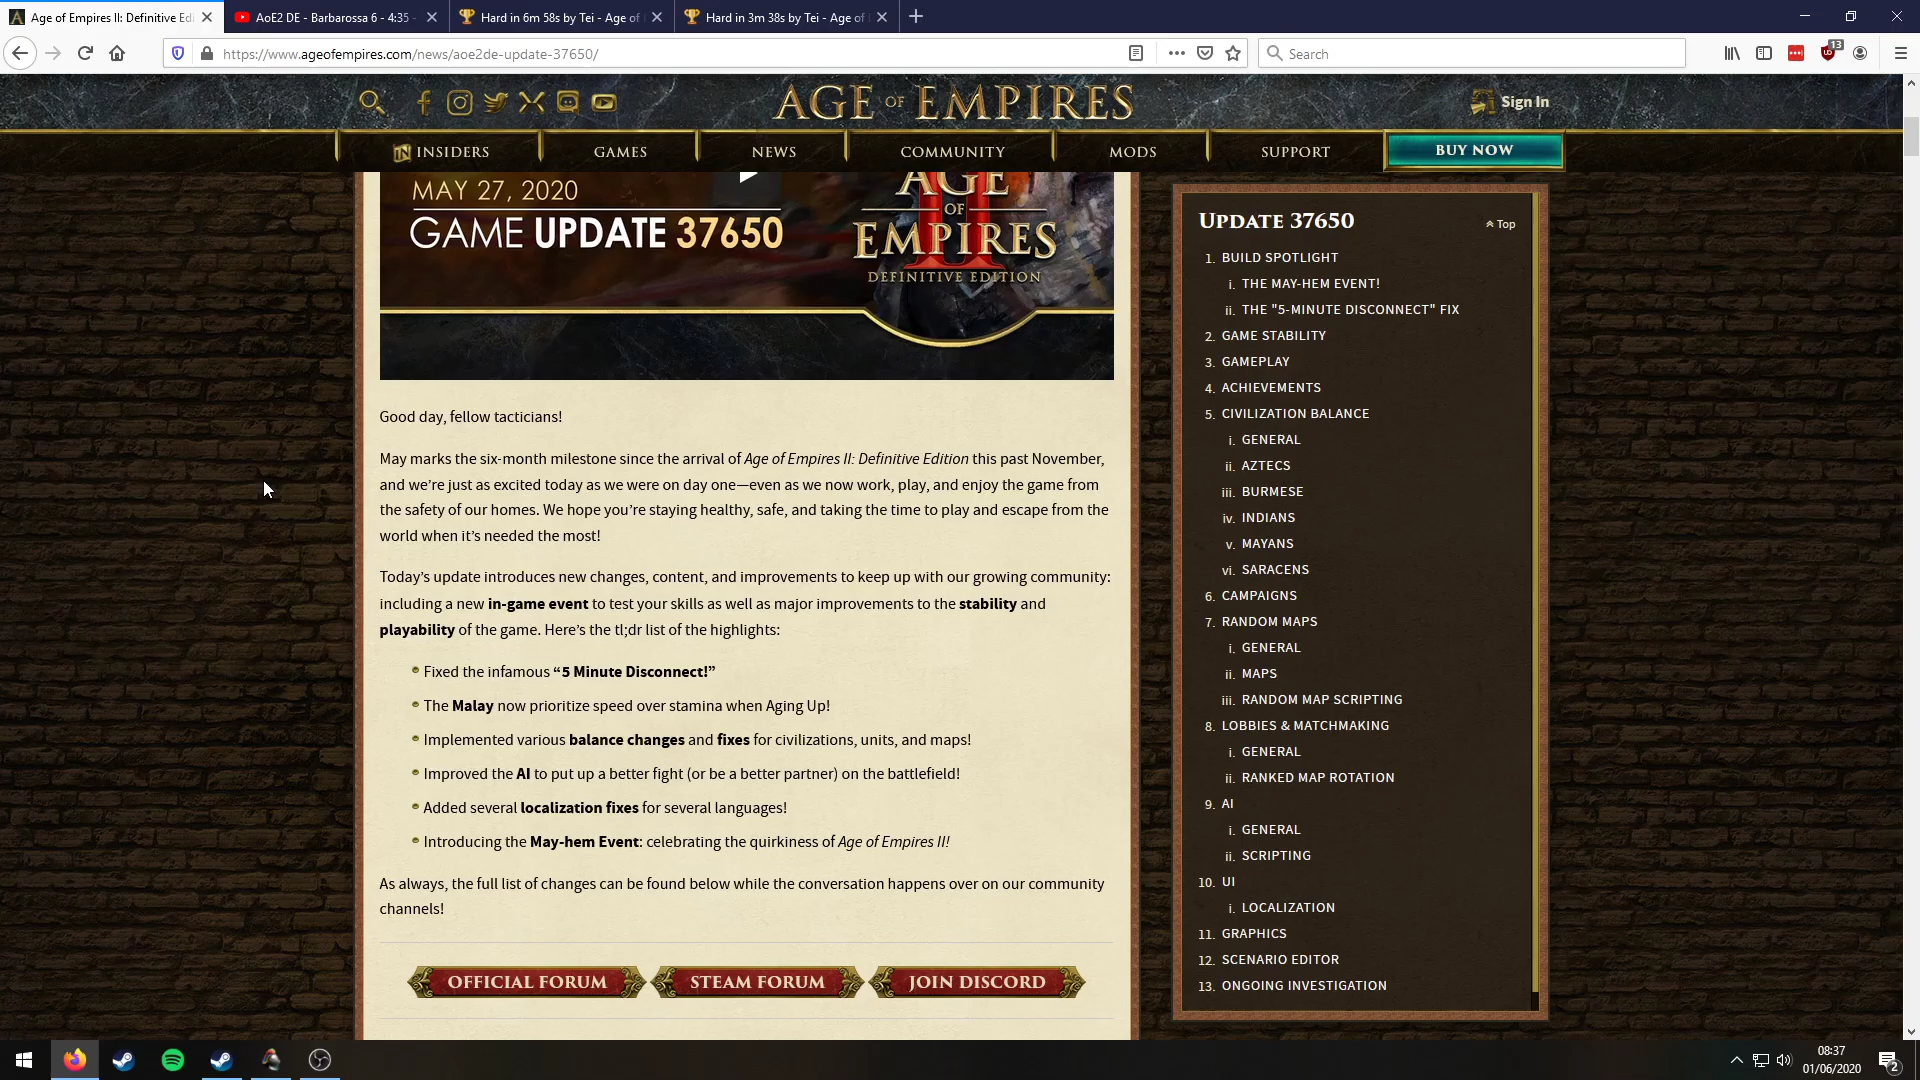 Age of Empires II: Definitive Edi
AoE2 DE - Barbarossa 6 - 4:35 -
Hard in 6m 58s by Tei - Age of
Hard in 3m 38s by Tei - Age of
https://www.ageofempires.com/news/aoe2de-update-37650/
Search
13
AGE OF EMPIRES
Sign In
INSIDERS
GAMES
NEWS
COMMUNITY
MODS
SUPPORT
BUY NOW
MAY 27, 2020
GAME UPDATE 37650
AGE
OF
EMPIRES
DEFINITIVE EDITION
Good day, fellow tacticians!
May marks the six-month milestone since the arrival of Age of Empires II: Definitive Edition this past November,
and we’re just as excited today as we were on day one—even as we now work, play, and enjoy the game from
the safety of our homes. We hope you’re staying healthy, safe, and taking the time to play and escape from the
world when it’s needed the most!
Today’s update introduces new changes, content, and improvements to keep up with our growing community:
including a new in-game event to test your skills as well as major improvements to the stability and
playability of the game. Here’s the tl;dr list of the highlights:
Fixed the infamous “5 Minute Disconnect!”
The Malay now prioritize speed over stamina when Aging Up!
Implemented various balance changes and fixes for civilizations, units, and maps!
Improved the AI to put up a better fight (or be a better partner) on the battlefield!
Added several localization fixes for several languages!
Introducing the May-hem Event: celebrating the quirkiness of Age of Empires II!
As always, the full list of changes can be found below while the conversation happens over on our community
channels!
OFFICIAL FORUM
STEAM FORUM
JOIN DISCORD
UPDATE 37650
Top
1. BUILD SPOTLIGHT
i. THE MAY-HEM EVENT!
ii. THE "5-MINUTE DISCONNECT" FIX
2. GAME STABILITY
3. GAMEPLAY
4. ACHIEVEMENTS
5. CIVILIZATION BALANCE
i. GENERAL
ii. AZTECS
iii. BURMESE
iv. INDIANS
v. MAYANS
vi. SARACENS
6. CAMPAIGNS
7. RANDOM MAPS
i. GENERAL
ii. MAPS
iii. RANDOM MAP SCRIPTING
8. LOBBIES & MATCHMAKING
i. GENERAL
ii. RANKED MAP ROTATION
9. AI
i. GENERAL
ii. SCRIPTING
10. UI
i. LOCALIZATION
11. GRAPHICS
12. SCENARIO EDITOR
13. ONGOING INVESTIGATION
08:37
01/06/2020
2